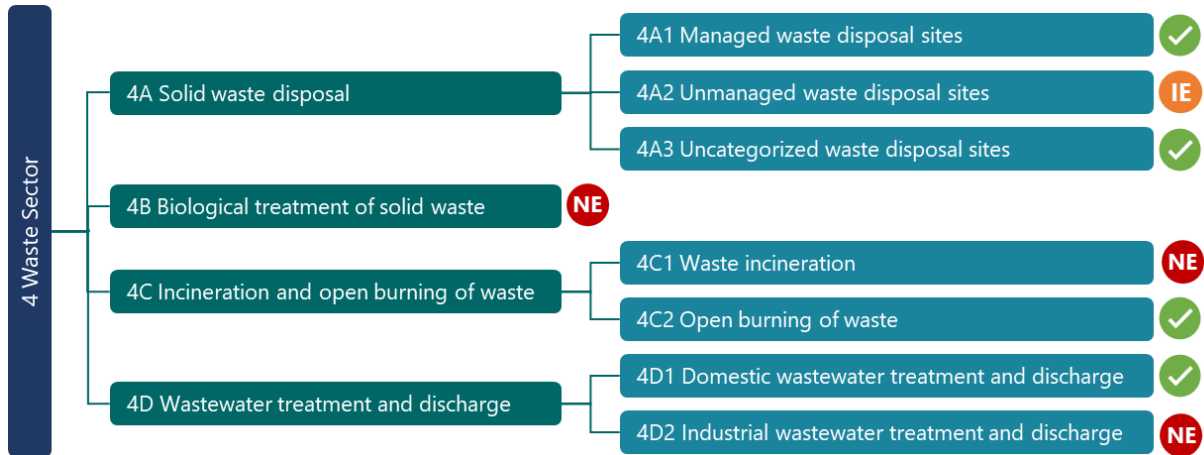 4 Waste Sector
4A Solid waste disposal
4A1 Managed waste disposal sites
4A2 Unmanaged waste disposal sites
IE
4A3 Uncategorized waste disposal sites
4B Biological treatment of solid waste
NE
4C Incineration and open burning of waste
4C1 Waste incineration
NE
4C2 Open burning of waste
4D Wastewater treatment and discharge
4D1 Domestic wastewater treatment and discharge
4D2 Industrial wastewater treatment and discharge
NE